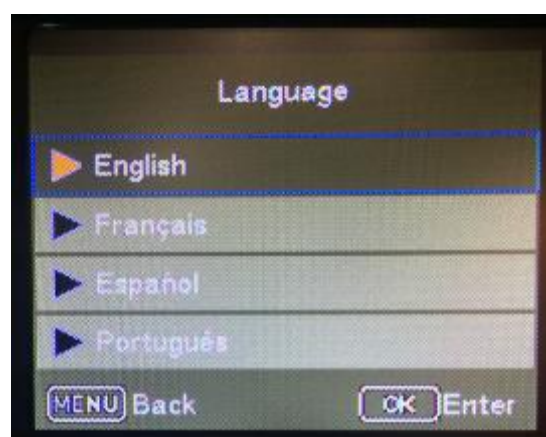 Language
English
Français
Español
Português
MENU Back OK Enter